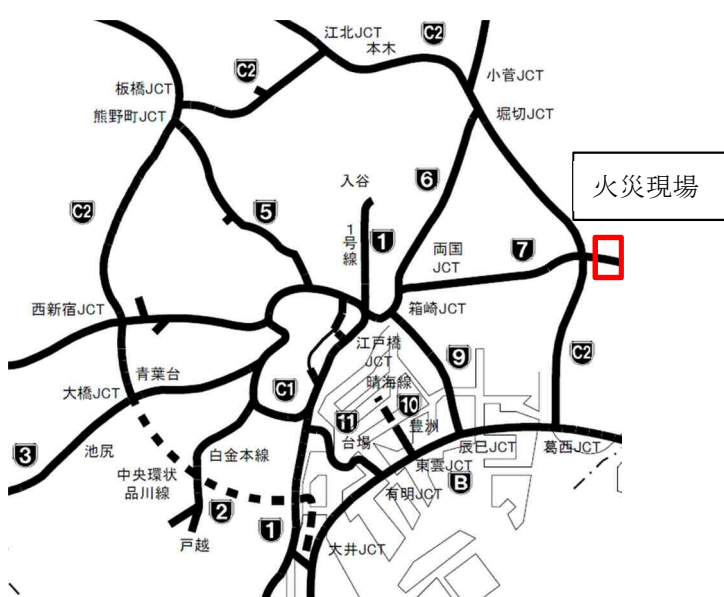 江北JCT
C2
本木
C2
小菅JCT
板橋JCT
熊野町JCT
堀切JCT
火災現場
入谷
6
C2
5
1号線
1
両国
JCT
7
西新宿JCT
箱崎JCT
江戸橋
JCT
9
C2
青葉台
晴海線
大橋JCT
C1
10
11
豊洲
台場
3
池尻
白金本線
辰巳JCT
葛西JCT
東雲JCT
中央環状
品川線
有明JCT
B
2
1
戸越
大井JCT